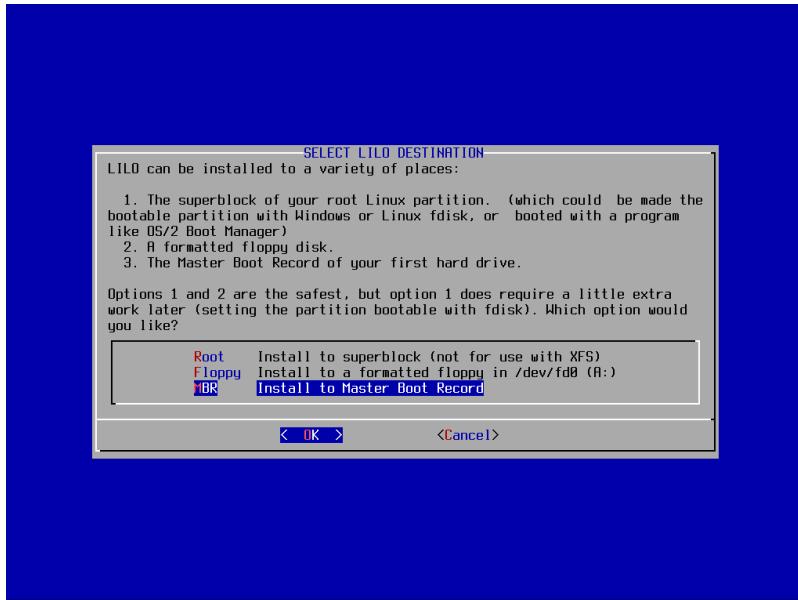 SELECT LILO DESTINATION
LILO can be installed to a variety of places:
1. The superblock of your root Linux partition.  (which could  be made the
bootable partition with Windows or Linux fdisk, or  booted with a program
like OS/2 Boot Manager)
2. A formatted floppy disk.
3. The Master Boot Record of your first hard drive.
Options 1 and 2 are the safest, but option 1 does require a little extra
work later (setting the partition bootable with fdisk). Which option would
you like?
Root    Install to superblock (not for use with XFS)
Floppy  Install to a formatted floppy in /dev/fd0 (A:)
MBR     Install to Master Boot Record
<  OK  >            <Cancel>